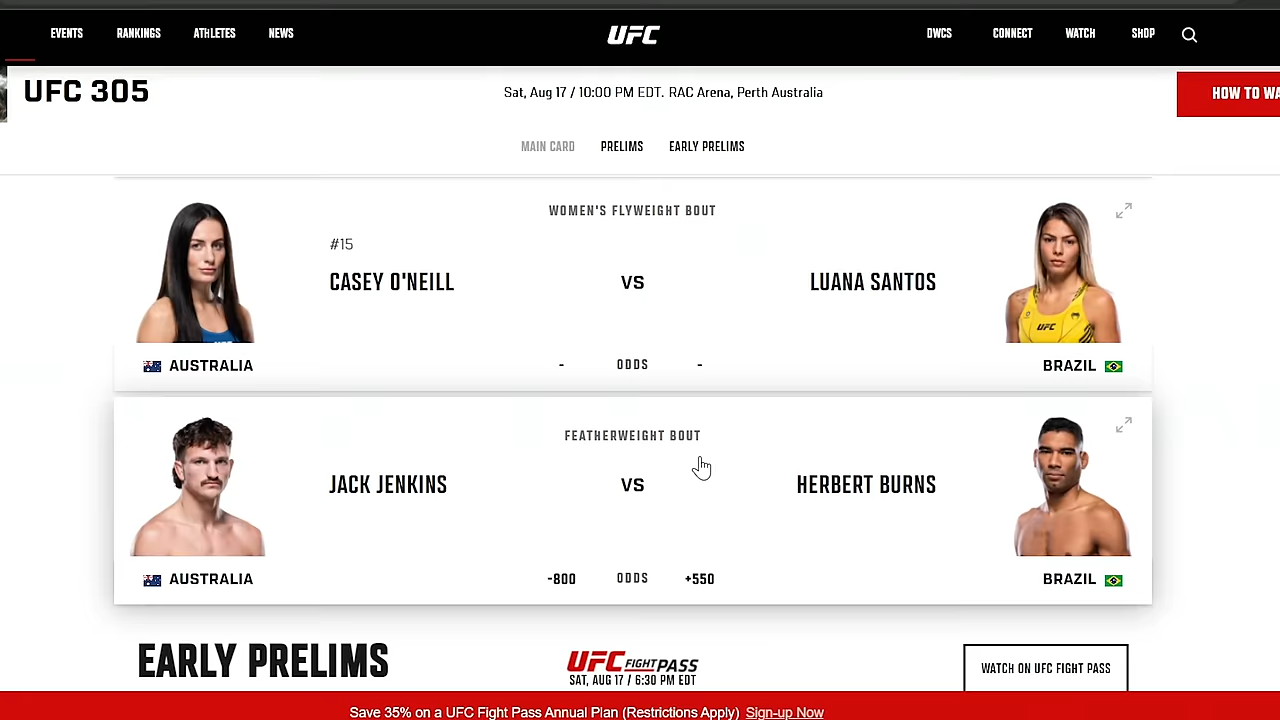 EVENTS RANKINGS ATHLETES NEWS UFC DWCS CONNECT WATCH SHOP
UFC 305 Sat, Aug 17 / 10:00 PM EDT. RAC Arena, Perth Australia HOW TO WA
MAIN CARD PRELIMS EARLY PRELIMS
WOMEN'S FLYWEIGHT BOUT
#15
CASEY O'NEILL VS LUANA SANTOS
UFC
AUSTRALIA - ODDS - BRAZIL
FEATHERWEIGHT BOUT
JACK JENKINS VS HERBERT BURNS
AUSTRALIA -800 ODDS +550 BRAZIL
EARLY PRELIMS UFC FIGHT PASS WATCH ON UFC FIGHT PASS
SAT, AUG 17 / 6:30 PM EDT
Save 35% on a UFC Fight Pass Annual Plan (Restrictions Apply) Sign-up Now